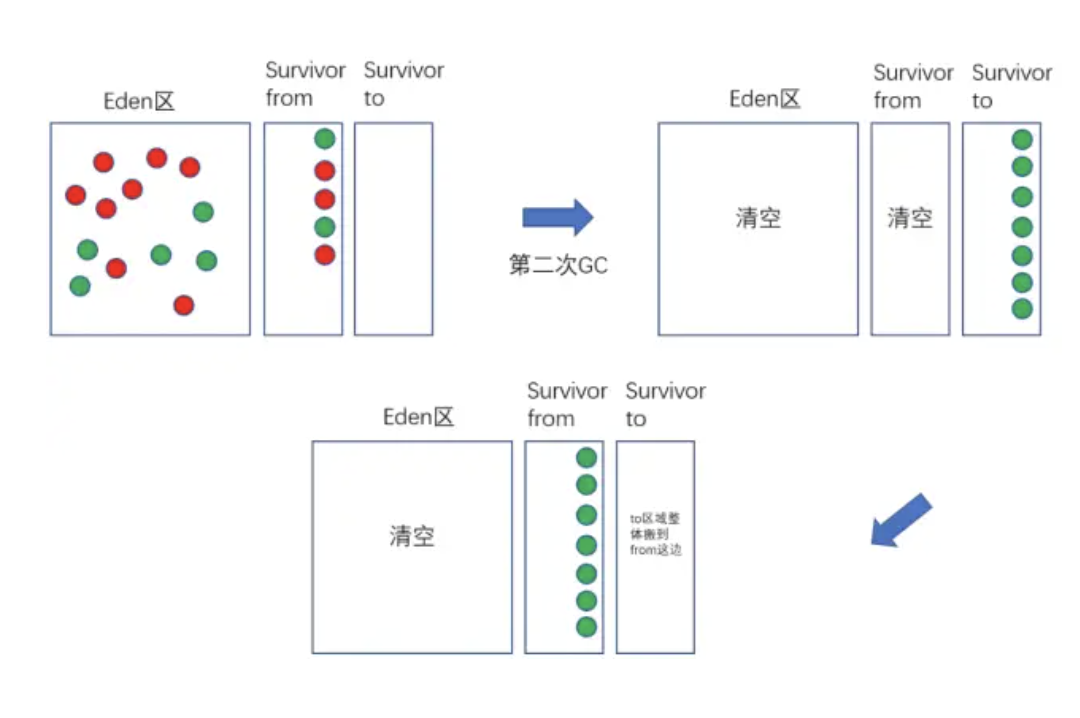 Eden区
Survivor
from
Survivor
to
第二次GC
Eden区
Survivor
from
Survivor
to
清空
清空
Eden区
Survivor
from
Survivor
to
清空
to区域整
体搬到
from这边